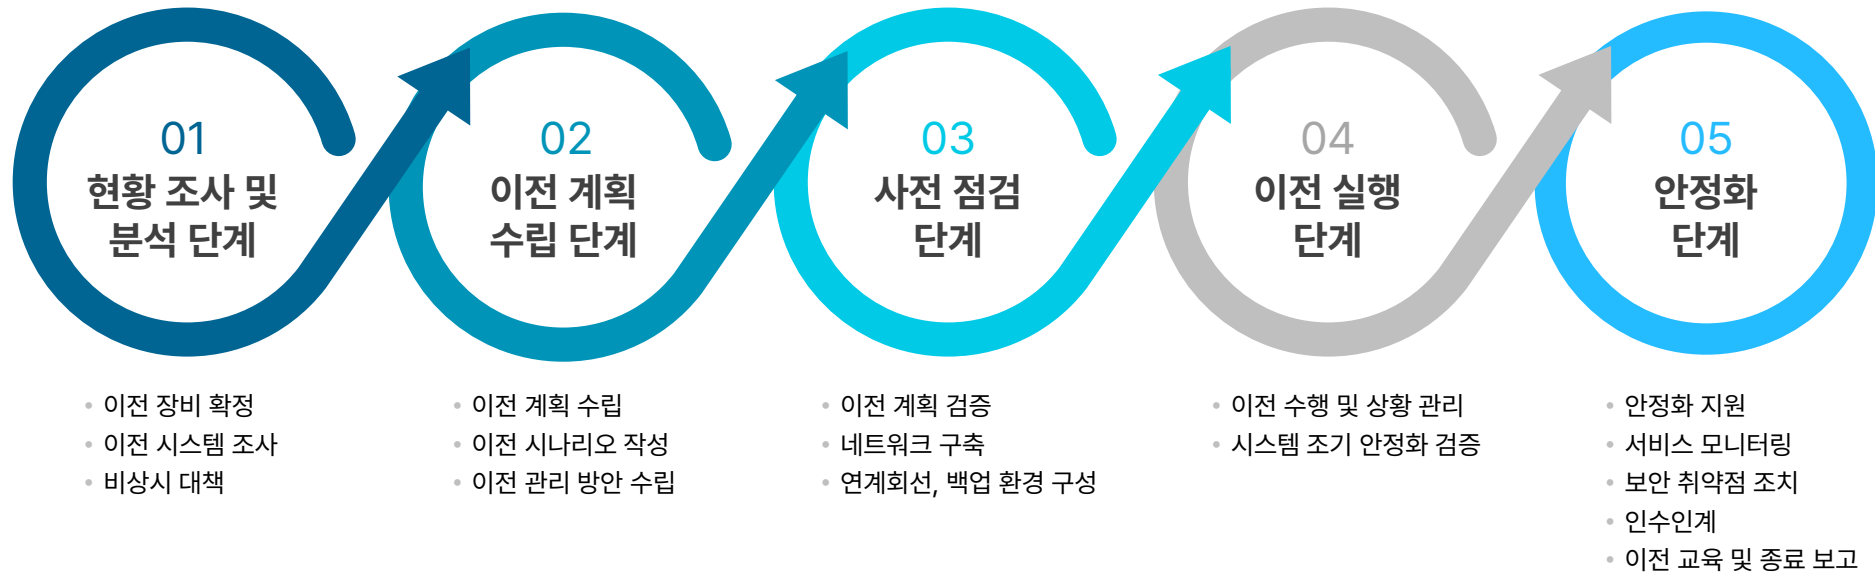 01
현황 조사 및
분석 단계
• 이전 장비 확정
• 이전 시스템 조사
• 비상시 대책
02
이전 계획
수립 단계
• 이전 계획 수립
• 이전 시나리오 작성
• 이전 관리 방안 수립
03
사전 점검
단계
• 이전 계획 검증
• 네트워크 구축
• 연계회선, 백업 환경 구성
04
이전 실행
단계
• 이전 수행 및 상황 관리
• 시스템 조기 안정화 검증
05
안정화
단계
• 안정화 지원
• 서비스 모니터링
• 보안 취약점 조치
• 인수인계
• 이전 교육 및 종료 보고